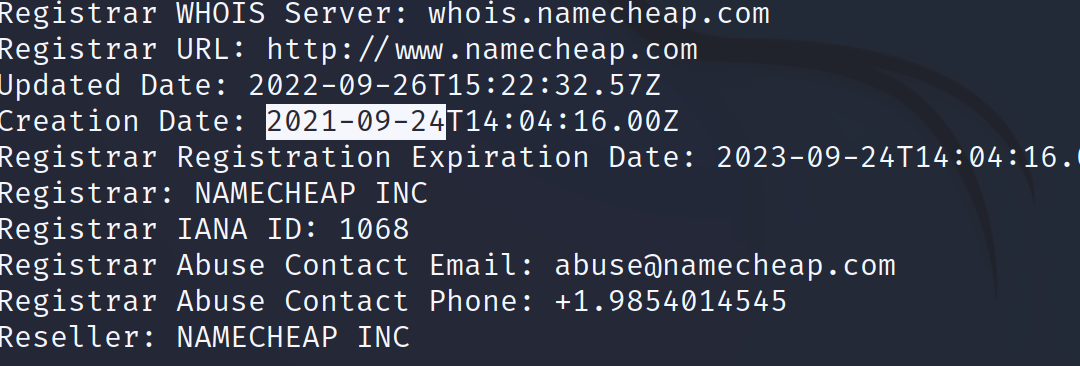 Registrar WHOIS Server: whois.namecheap.com
Registrar URL: http://www.namecheap.com
Updated Date: 2022-09-26T15:22:32.57Z
Creation Date: 2021-09-24T14:04:16.00Z
Registrar Registration Expiration Date: 2023-09-24T14:04:16.
Registrar: NAMECHEAP INC
Registrar IANA ID: 1068
Registrar Abuse Contact Email: abuse@namecheap.com
Registrar Abuse Contact Phone: +1.9854014545
Reseller: NAMECHEAP INC